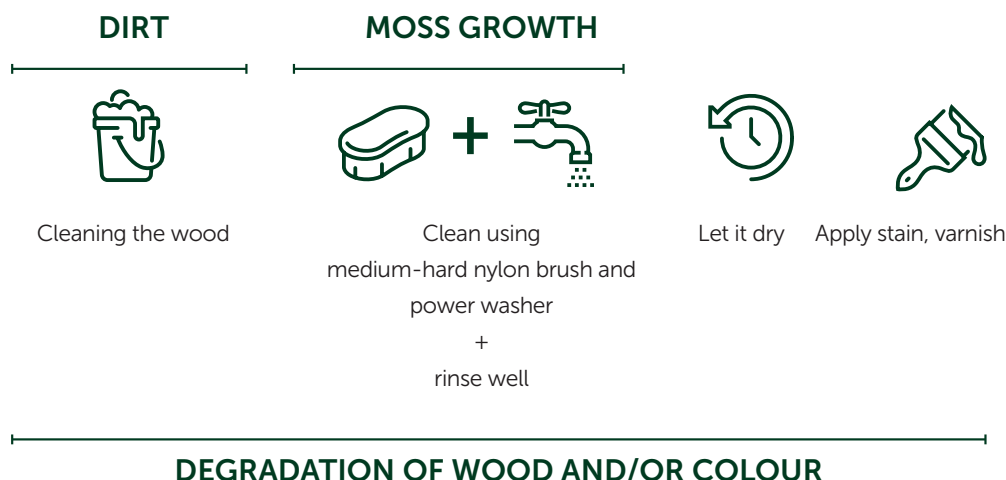 DIRT
MOSS GROWTH
Cleaning the wood
Clean using
medium-hard nylon brush and
power washer
+
rinse well
Let it dry
Apply stain, varnish
DEGRADATION OF WOOD AND/OR COLOUR